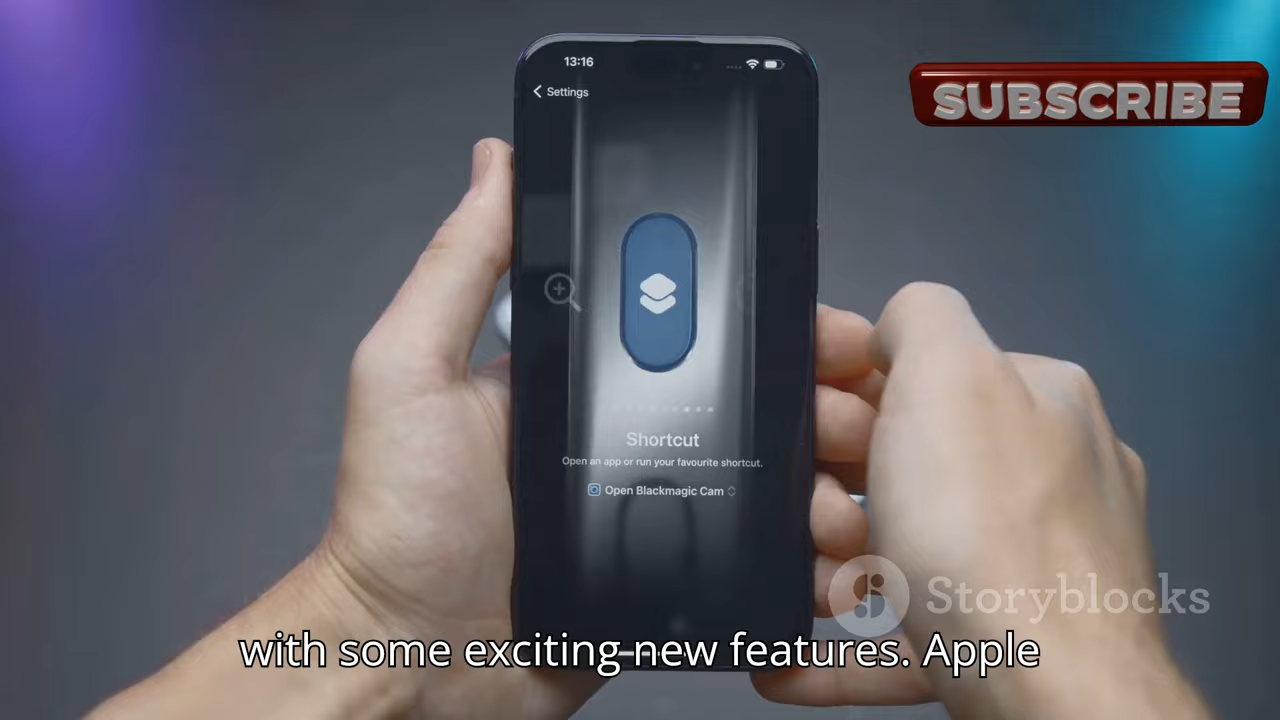 13:16
SUBSCRIBE
Settings
Shortcut
Open an app or run your favourite shortcut.
Open Blackmagic Cam
Storyblocks
with some exciting new features. Apple